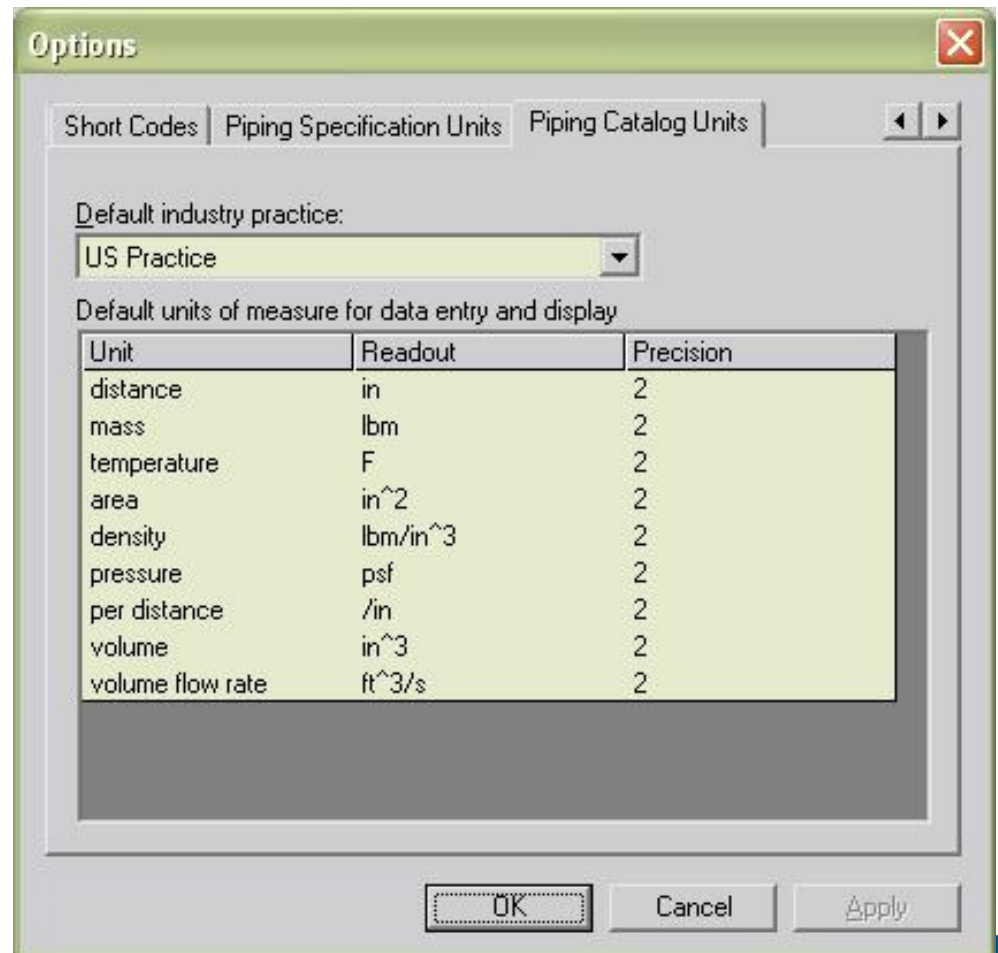 Options
Short Codes Piping Specification Units Piping Catalog Units
Default industry practice:
US Practice
Default units of measure for data entry and display
Unit Readout Precision
distance in 2
mass lbm 2
temperature F 2
area in^2 2
density lbm/in^3 2
pressure psf 2
per distance /in 2
volume in^3 2
volume flow rate ft^3/s 2
OK Cancel Apply